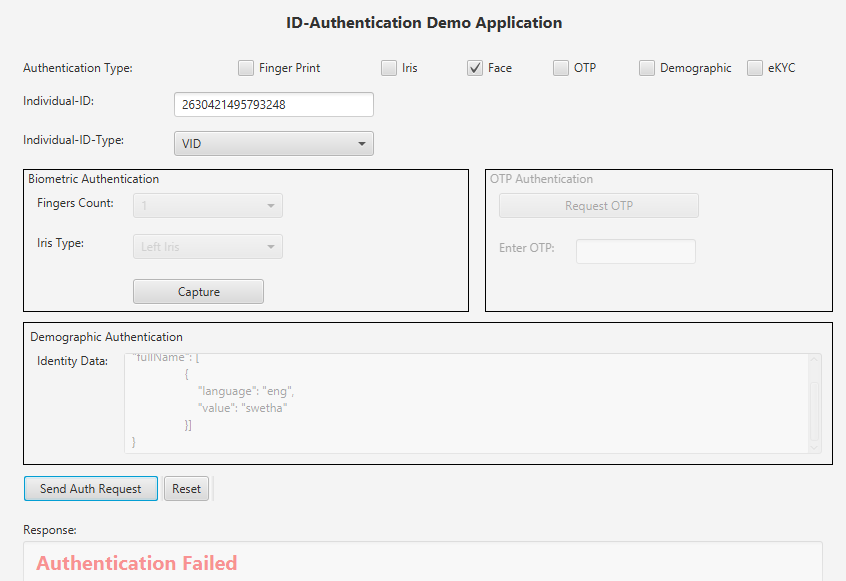 ID-Authentication Demo Application
Authentication Type: Finger Print Iris Face OTP Demographic eKYC
Individual-ID: 2630421495793248
Individual-ID-Type: VID
Biometric Authentication
Fingers Count: 1
Iris Type: Left Iris
Capture
OTP Authentication
Request OTP
Enter OTP:
Demographic Authentication
Identity Data: "fullName": [
{
"language": "eng",
"value": "swetha"
}]
}
Send Auth Request Reset
Response:
Authentication Failed